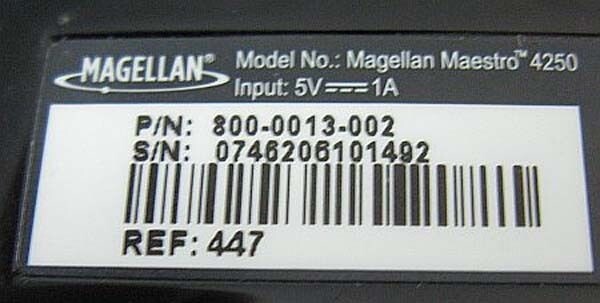 MAGELLAN®
Model No.: Magellan Maestro™ 4250
Input: 5V⎓1A
P/N: 800-0013-002
S/N: 0746206101492
REF: 447